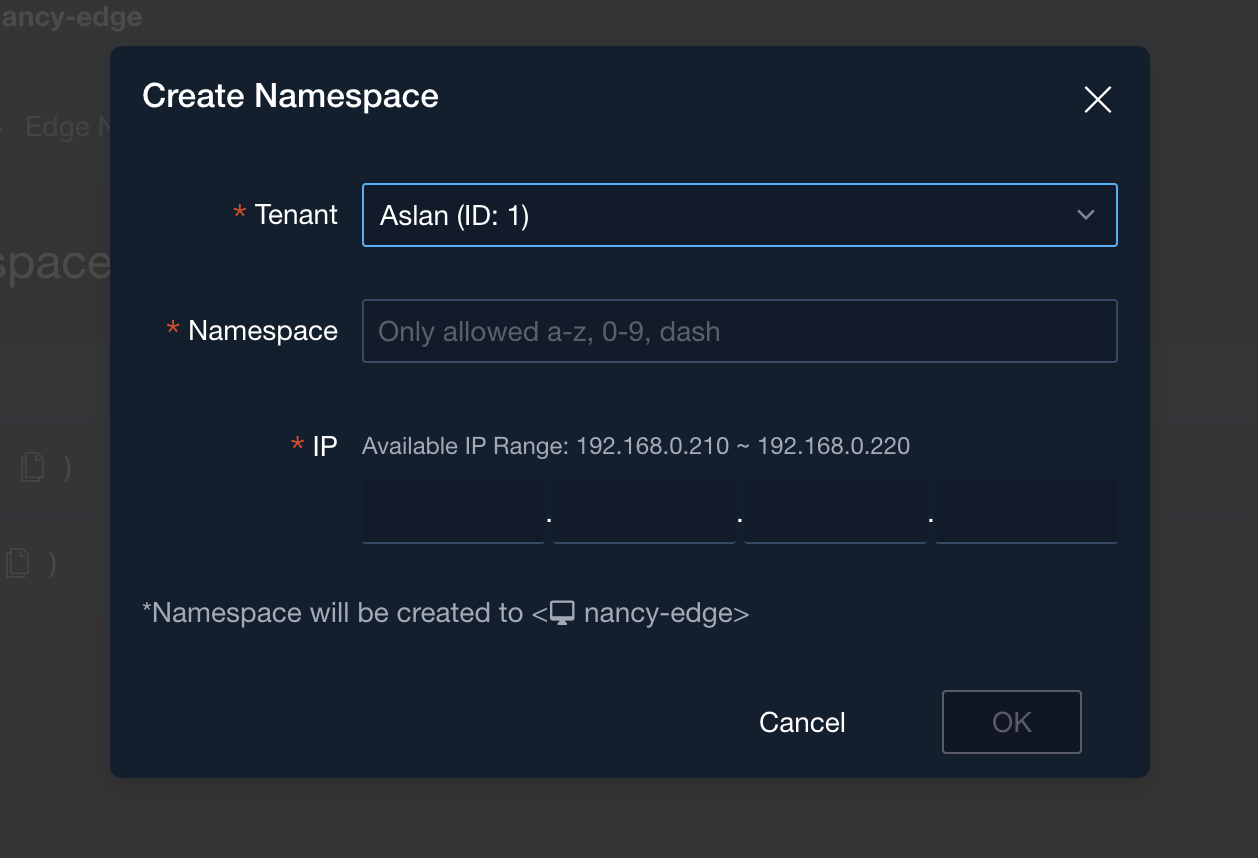 ancy-edge
Create Namespace
Edge N
* Tenant
Aslan (ID: 1)
space
* Namespace
Only allowed a-z, 0-9, dash
* IP
Available IP Range: 192.168.0.210 ~ 192.168.0.220
)
. . .
)
*Namespace will be created to < nancy-edge>
Cancel
OK